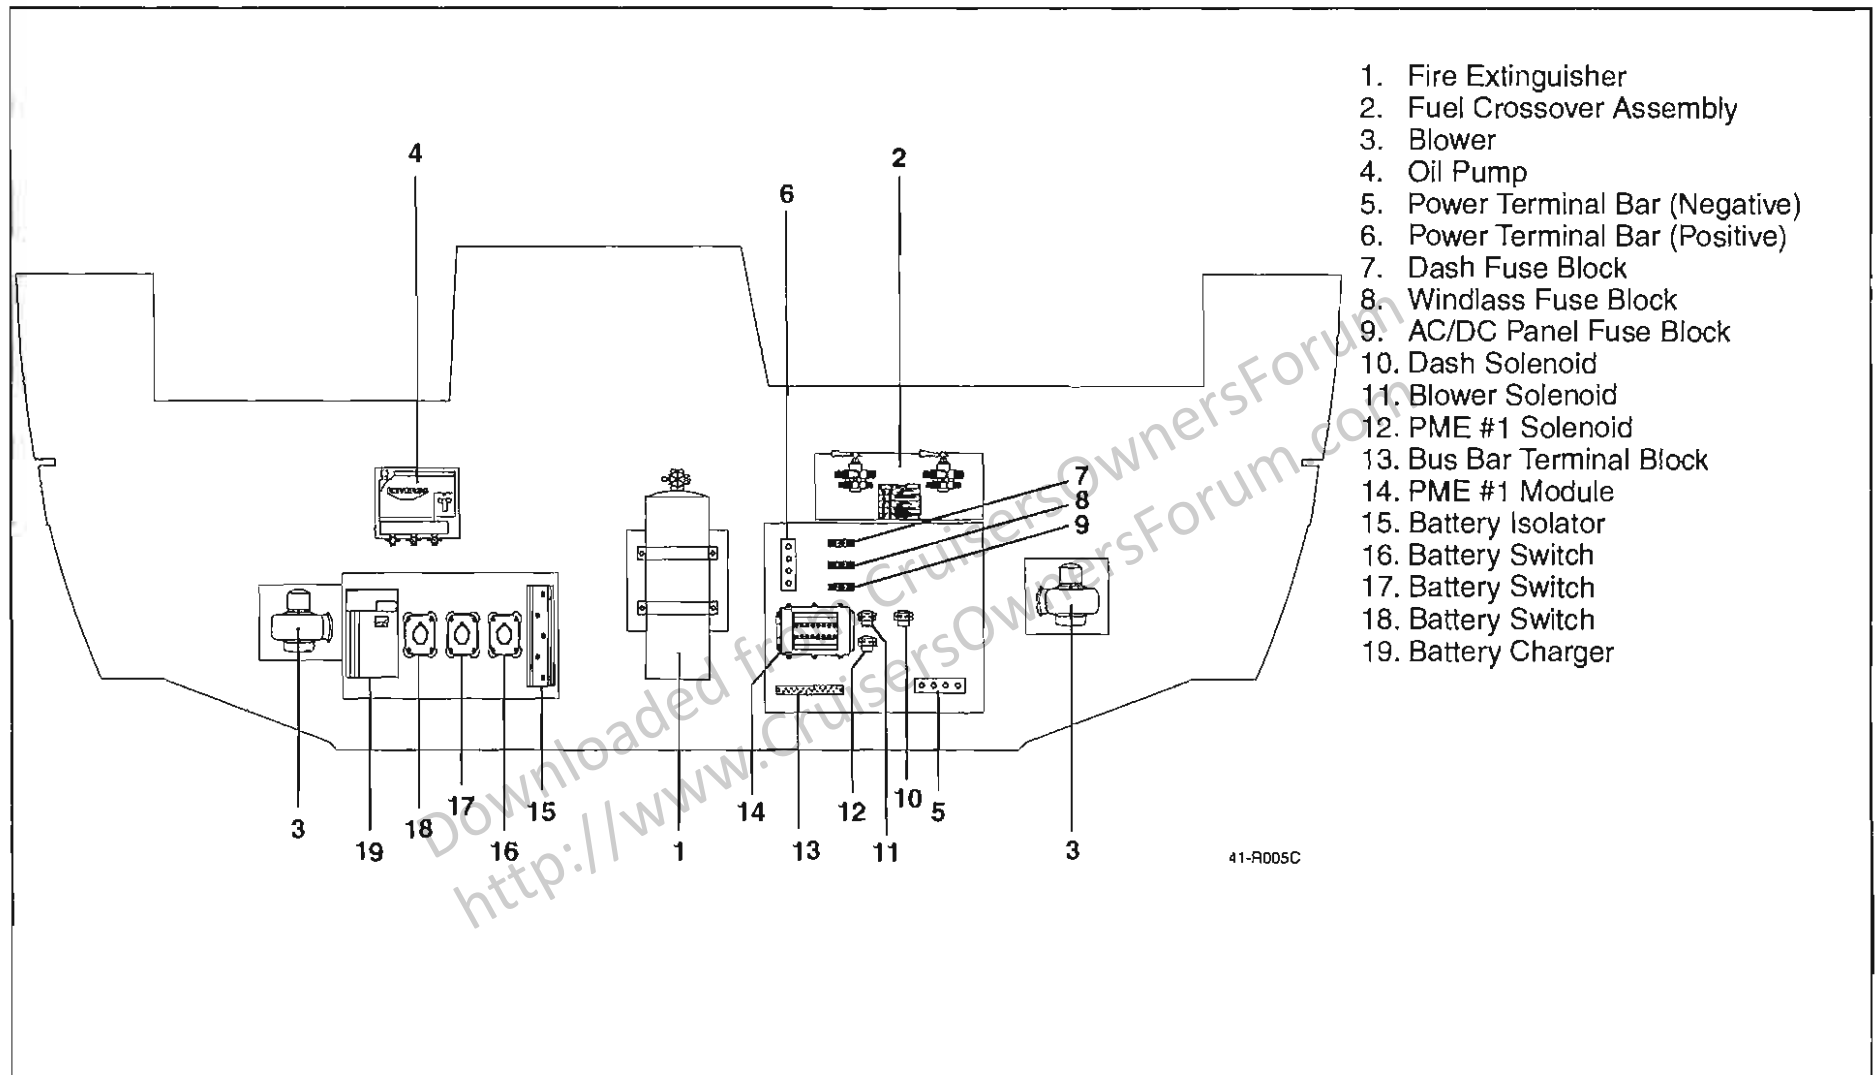 1. Fire Extinguisher
2. Fuel Crossover Assembly
3. Blower
4. Oil Pump
5. Power Terminal Bar (Negative)
6. Power Terminal Bar (Positive)
7. Dash Fuse Block
8. Windlass Fuse Block
9. AC/DC Panel Fuse Block
10. Dash Solenoid
11. Blower Solenoid
12. PME #1 Solenoid
13. Bus Bar Terminal Block
14. PME #1 Module
15. Battery Isolator
16. Battery Switch
17. Battery Switch
18. Battery Switch
19. Battery Charger
4
2
6
7
8
9
3
19
18
17
16
15
1
14
13
12
11
10
5
3
41-R005C
Downloaded from CruisersOwnersForum
http://www.CruisersOwnersForum.com